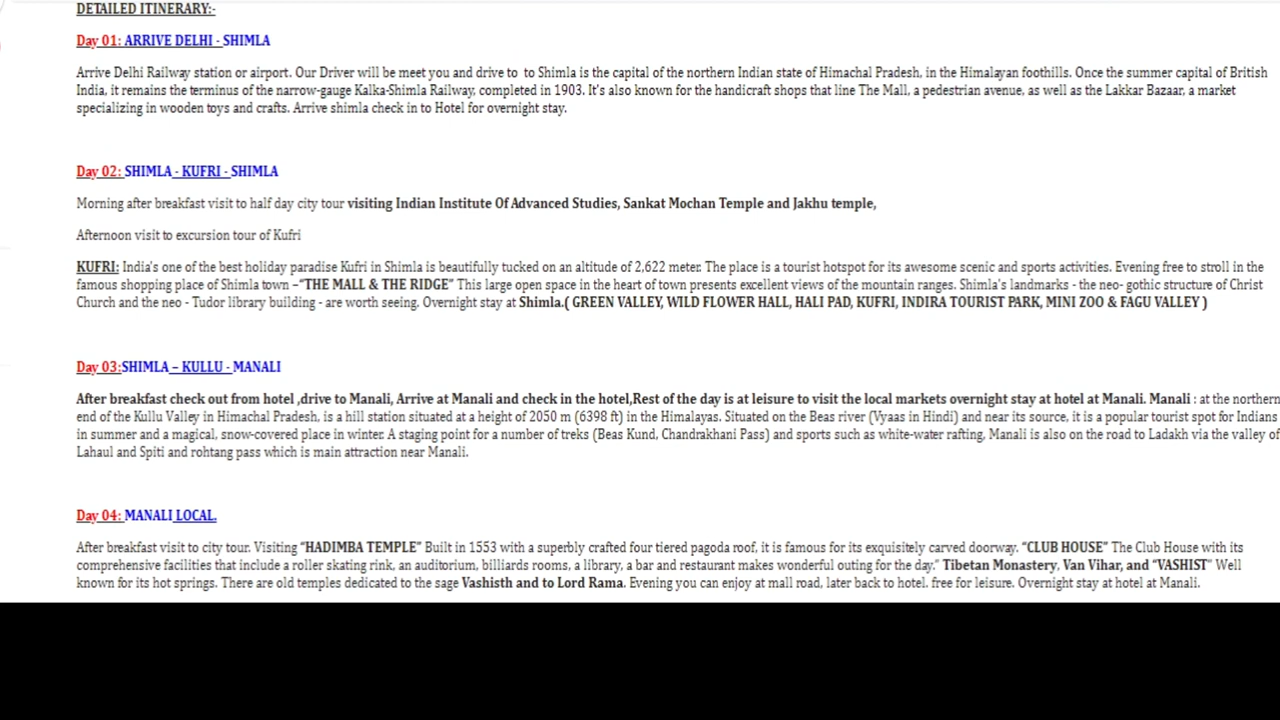 DETAILED ITINERARY:-
Day 01: ARRIVE DELHI - SHIMLA
Arrive Delhi Railway station or airport. Our Driver will be meet you and drive to to Shimla is the capital of the northern Indian state of Himachal Pradesh, in the Himalayan foothills. Once the summer capital of British
India, it remains the terminus of the narrow-gauge Kalka-Shimla Railway, completed in 1903. It's also known for the handicraft shops that line The Mall, a pedestrian avenue, as well as the Lakkar Bazaar, a market
specializing in wooden toys and crafts. Arrive shimla check in to Hotel for overnight stay.
Day 02: SHIMLA - KUFRI - SHIMLA
Morning after breakfast visit to half day city tour visiting Indian Institute Of Advanced Studies, Sankat Mochan Temple and Jakhu temple,
Afternoon visit to excursion tour of Kufri
KUFRI: India's one of the best holiday paradise Kufri in Shimla is beautifully tucked on an altitude of 2,622 meter. The place is a tourist hotspot for its awesome scenic and sports activities. Evening free to stroll in the
famous shopping place of Shimla town –“THE MALL & THE RIDGE” This large open space in the heart of town presents excellent views of the mountain ranges. Shimla's landmarks - the neo- gothic structure of Christ
Church and the neo - Tudor library building - are worth seeing. Overnight stay at Shimla.( GREEN VALLEY, WILD FLOWER HALL, HALI PAD, KUFRI, INDIRA TOURIST PARK, MINI ZOO & FAGU VALLEY )
Day 03:SHIMLA – KULLU - MANALI
After breakfast check out from hotel ,drive to Manali, Arrive at Manali and check in the hotel,Rest of the day is at leisure to visit the local markets overnight stay at hotel at Manali. Manali : at the northern
end of the Kullu Valley in Himachal Pradesh, is a hill station situated at a height of 2050 m (6398 ft) in the Himalayas. Situated on the Beas river (Vyaas in Hindi) and near its source, it is a popular tourist spot for Indians
in summer and a magical, snow-covered place in winter. A staging point for a number of treks (Beas Kund, Chandrakhani Pass) and sports such as white-water rafting, Manali is also on the road to Ladakh via the valley of
Lahaul and Spiti and rohtang pass which is main attraction near Manali.
Day 04: MANALI LOCAL.
After breakfast visit to city tour. Visiting “HADIMBA TEMPLE” Built in 1553 with a superbly crafted four tiered pagoda roof, it is famous for its exquisitely carved doorway. “CLUB HOUSE” The Club House with its
comprehensive facilities that include a roller skating rink, an auditorium, billiards rooms, a library, a bar and restaurant makes wonderful outing for the day.” Tibetan Monastery. Van Vihar, and “VASHIST” Well
known for its hot springs. There are old temples dedicated to the sage Vashisth and to Lord Rama. Evening you can enjoy at mall road, later back to hotel. free for leisure. Overnight stay at hotel at Manali.